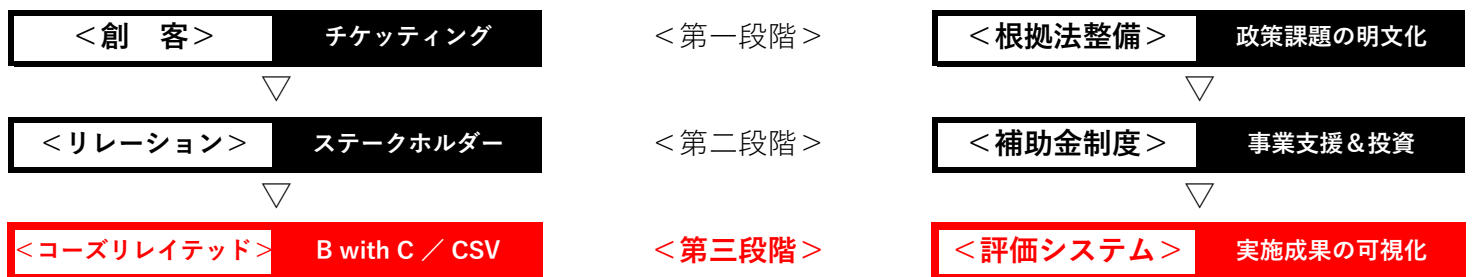 <創　客> チケッティング <第一段階> <根拠法整備> 政策課題の明文化
▽ ▽
<リレーション> ステークホルダー <第二段階> <補助金制度> 事業支援&投資
▽ ▽
<コーズリレイテッド> B with C ／ CSV <第三段階> <評価システム> 実施成果の可視化